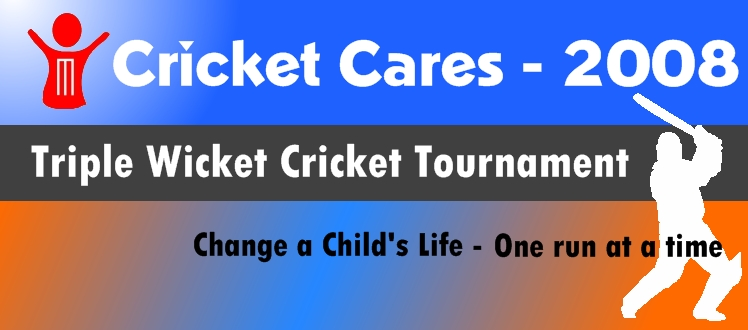 Cricket Cares - 2008
Triple Wicket Cricket Tournament
Change a Child's Life - One run at a time